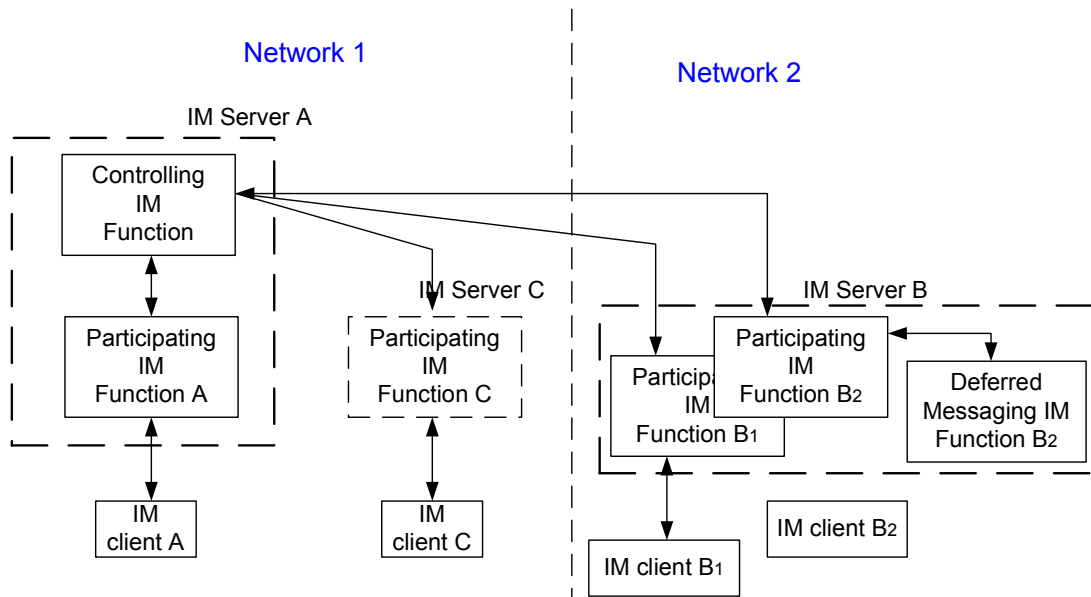 Network 1
Network 2
IM Server A
Controlling
IM
Function
IM Server C
IM Server B
Participating
IM
Function A
Participating
IM
Function C
Participating
IM
Function B2
Participa
IM
Function B1
Deferred
Messaging IM
Function B2
IM
client A
IM
client C
IM client B2
IM client B1